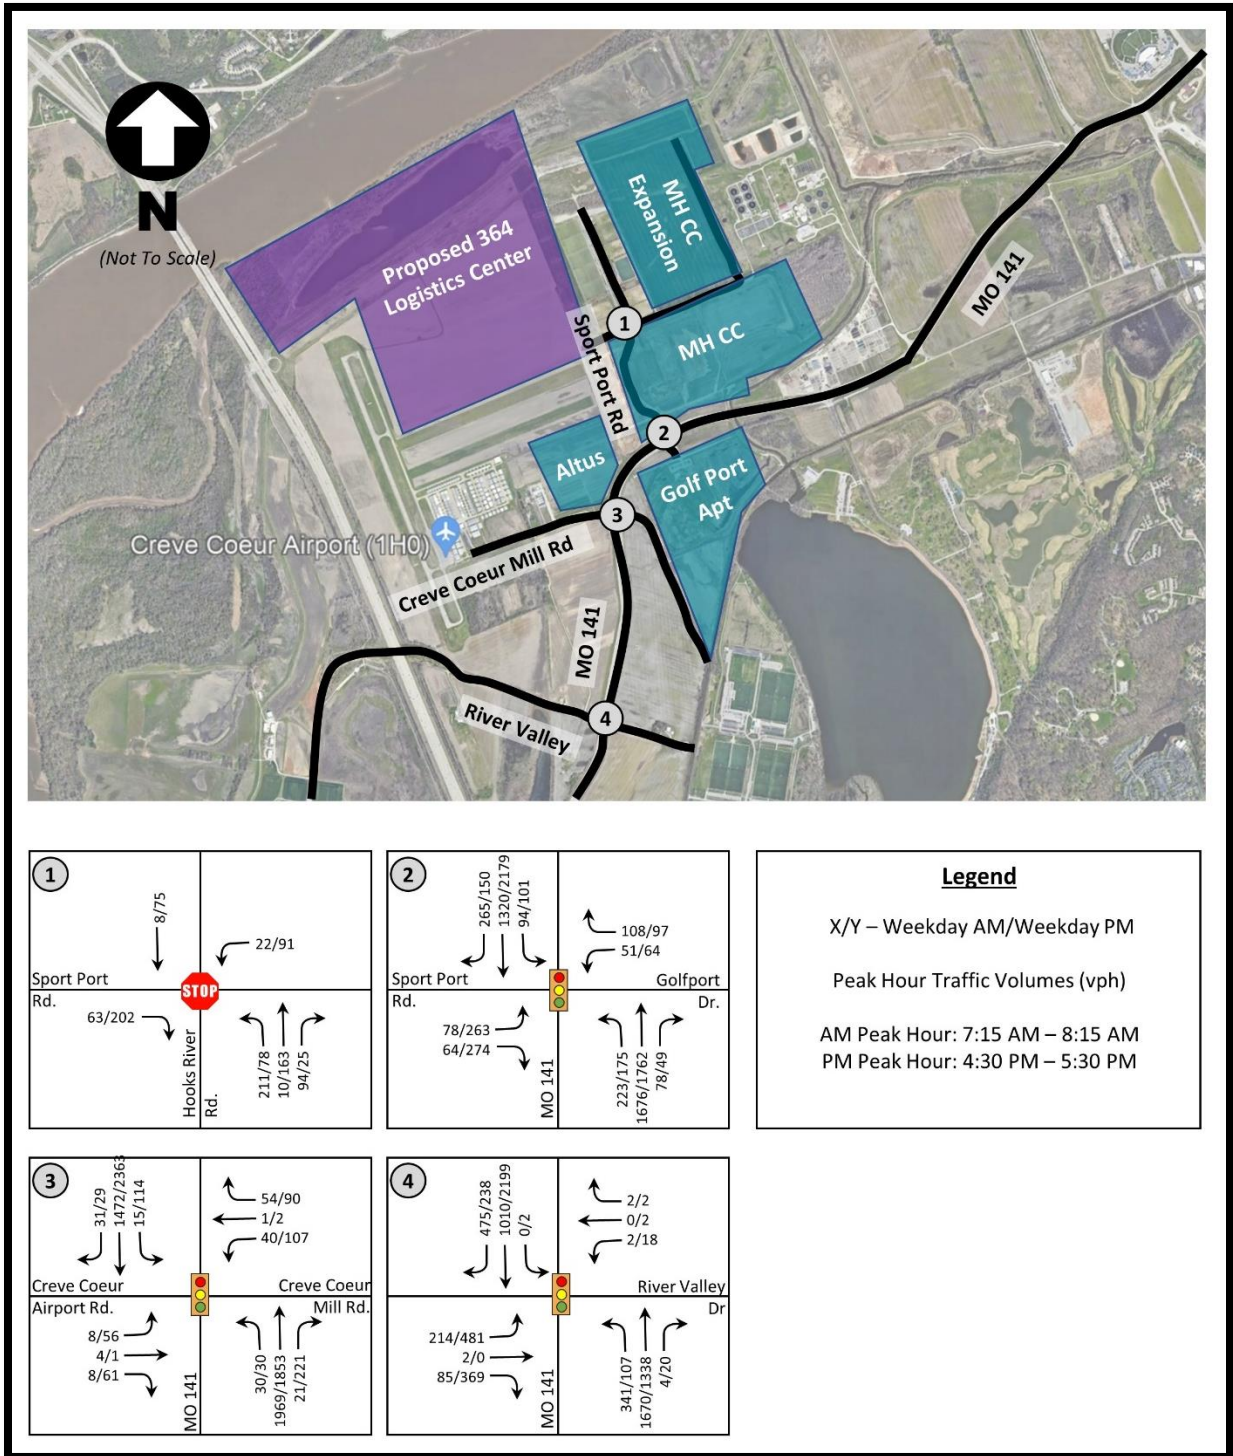 N
(Not To Scale)
Proposed 364
Logistics Center
MH CC
Expansion
MO 141
1
MH CC
Sport Port Rd
2
Altus
Golf Port
Apt
3
Creve Coeur Airport (1H0)
Creve Coeur Mill Rd
MO 141
River Valley
4
1
8/75
22/91
Sport Port
Rd.
STOP
63/202
Hooks River
Rd.
211/78
10/163
94/25
2
265/150
1320/2179
94/101
108/97
51/64
Sport Port
Rd.
Golfport
Dr.
78/263
64/274
MO 141
223/175
1676/1762
78/49
Legend
X/Y – Weekday AM/Weekday PM
Peak Hour Traffic Volumes (vph)
AM Peak Hour: 7:15 AM – 8:15 AM
PM Peak Hour: 4:30 PM – 5:30 PM
3
31/29
1472/2363
15/114
54/90
1/2
40/107
Creve Coeur
Airport Rd.
Creve Coeur
Mill Rd.
8/56
4/1
8/61
MO 141
30/30
1969/1853
21/221
4
475/238
1010/2199
0/2
2/2
0/2
2/18
River Valley
Dr
214/481
2/0
85/369
MO 141
341/107
1670/1338
4/20